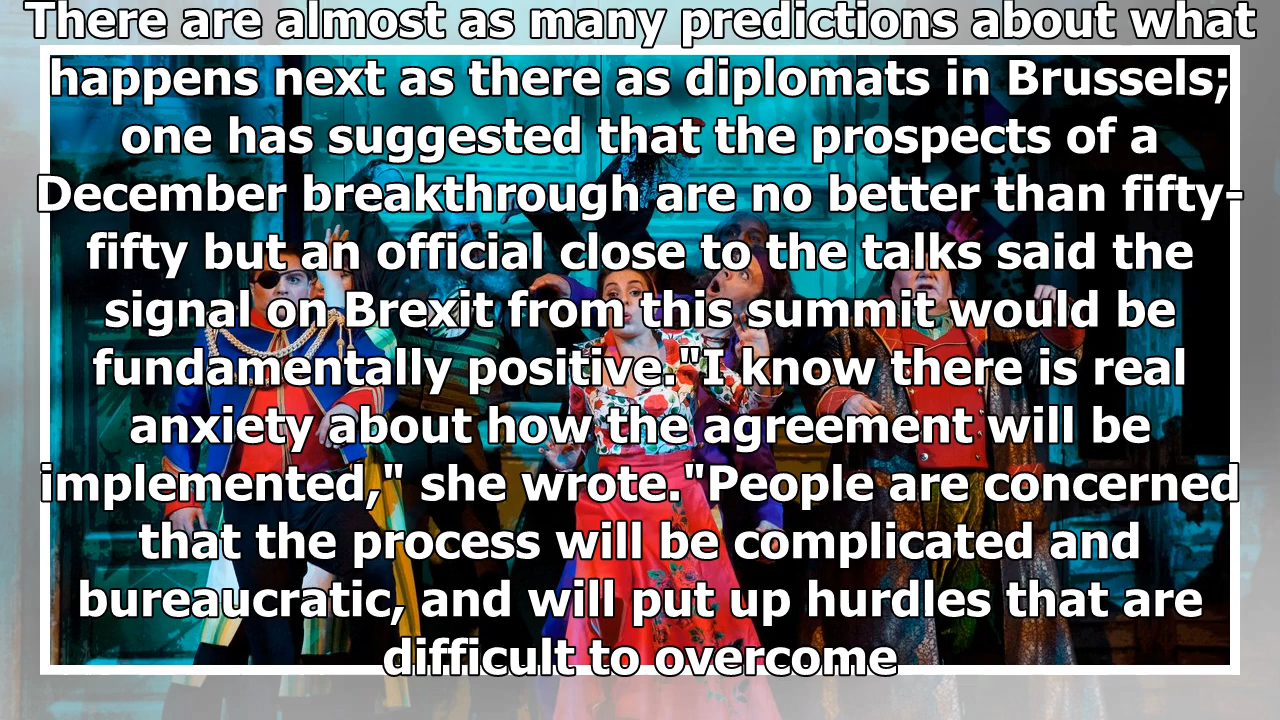 There are almost as many predictions about what
happens next as there as diplomats in Brussels;
one has suggested that the prospects of a
December breakthrough are no better than fifty-
fifty but an official close to the talks said the
signal on Brexit from this summit would be
fundamentally positive."I know there is real
anxiety about how the agreement will be
implemented," she wrote."People are concerned
that the process will be complicated and
bureaucratic, and will put up hurdles that are
difficult to overcome